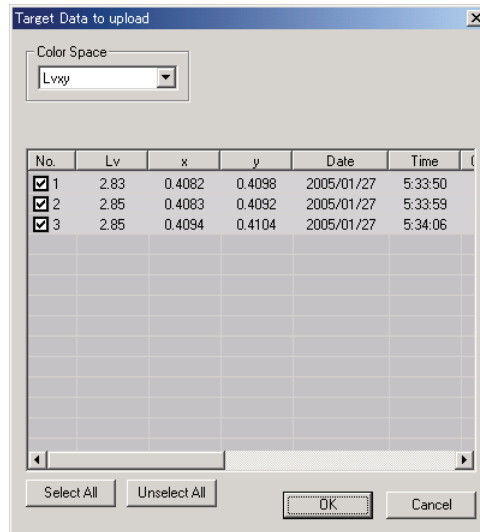 Target Data to upload
Color Space
Lvxy
No. Lv x y Date Time
1 2.83 0.4082 0.4098 2005/01/27 5:33:50
2 2.85 0.4083 0.4092 2005/01/27 5:33:59
3 2.85 0.4094 0.4104 2005/01/27 5:34:06
Select All Unselect All OK Cancel